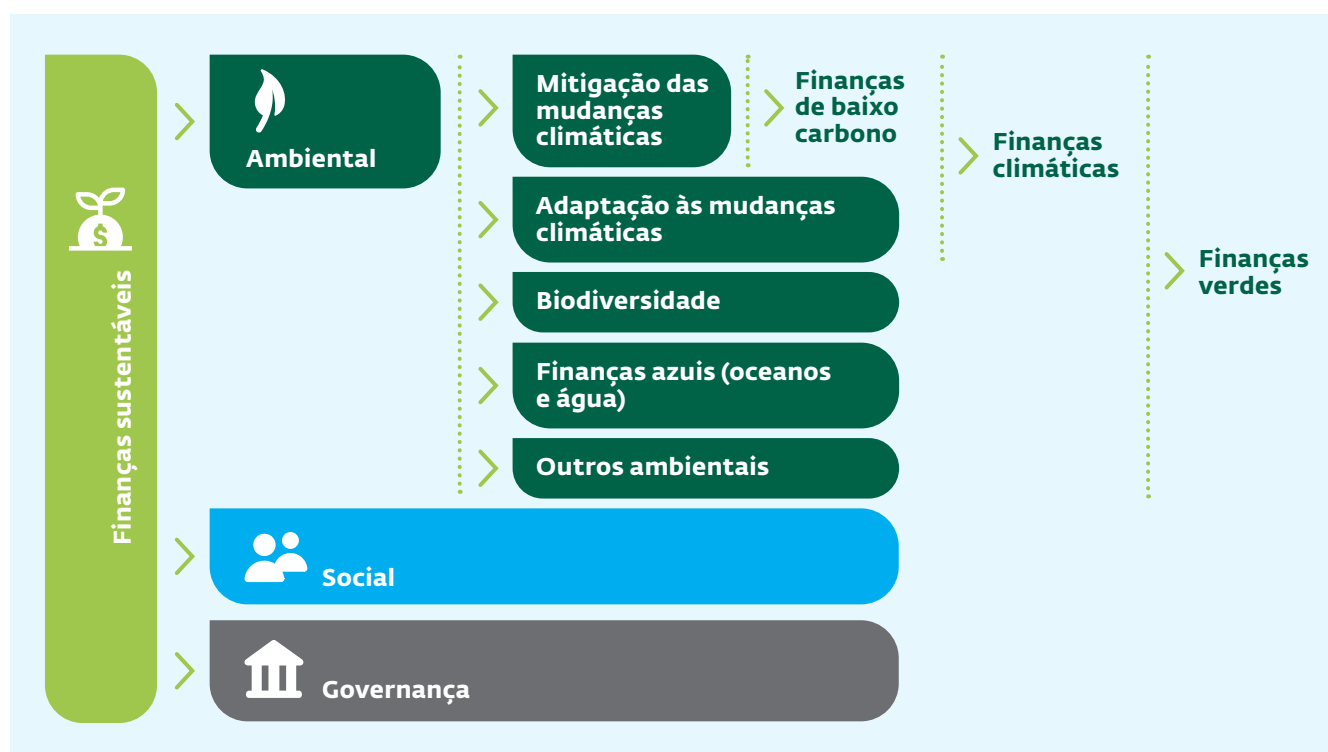 Finanças sustentáveis
$
Ambiental
Mitigação das
mudanças
climáticas
Finanças
de baixo
carbono
Finanças
climáticas
Adaptação às mudanças
climáticas
Biodiversidade
Finanças
verdes
Finanças azuis (oceanos
e água)
Outros ambientais
Social
Governança